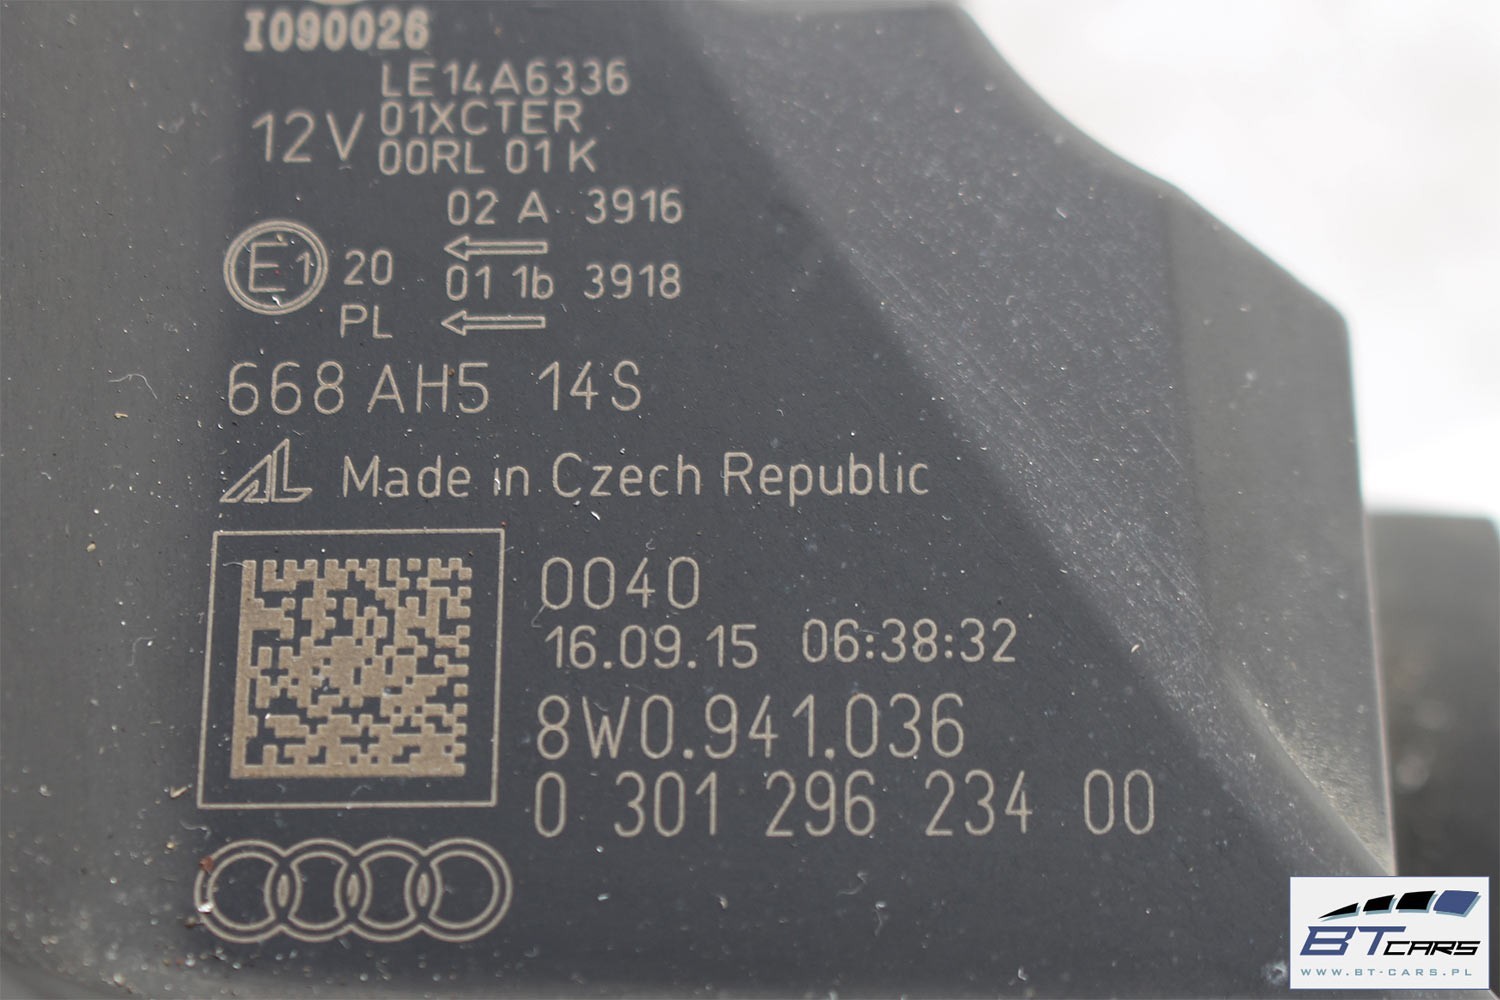 I090026
LE14A6336
12V 01XCTER
00RL 01K
02 A 3916
E1 20
01 1b 3918
PL
668 AH5 14S
AL Made in Czech Republic
0040
16.09.15 06:38:32
8W0.941.036
0 301 296 234 00
BT CARS
WWW.BT-CARS.PL